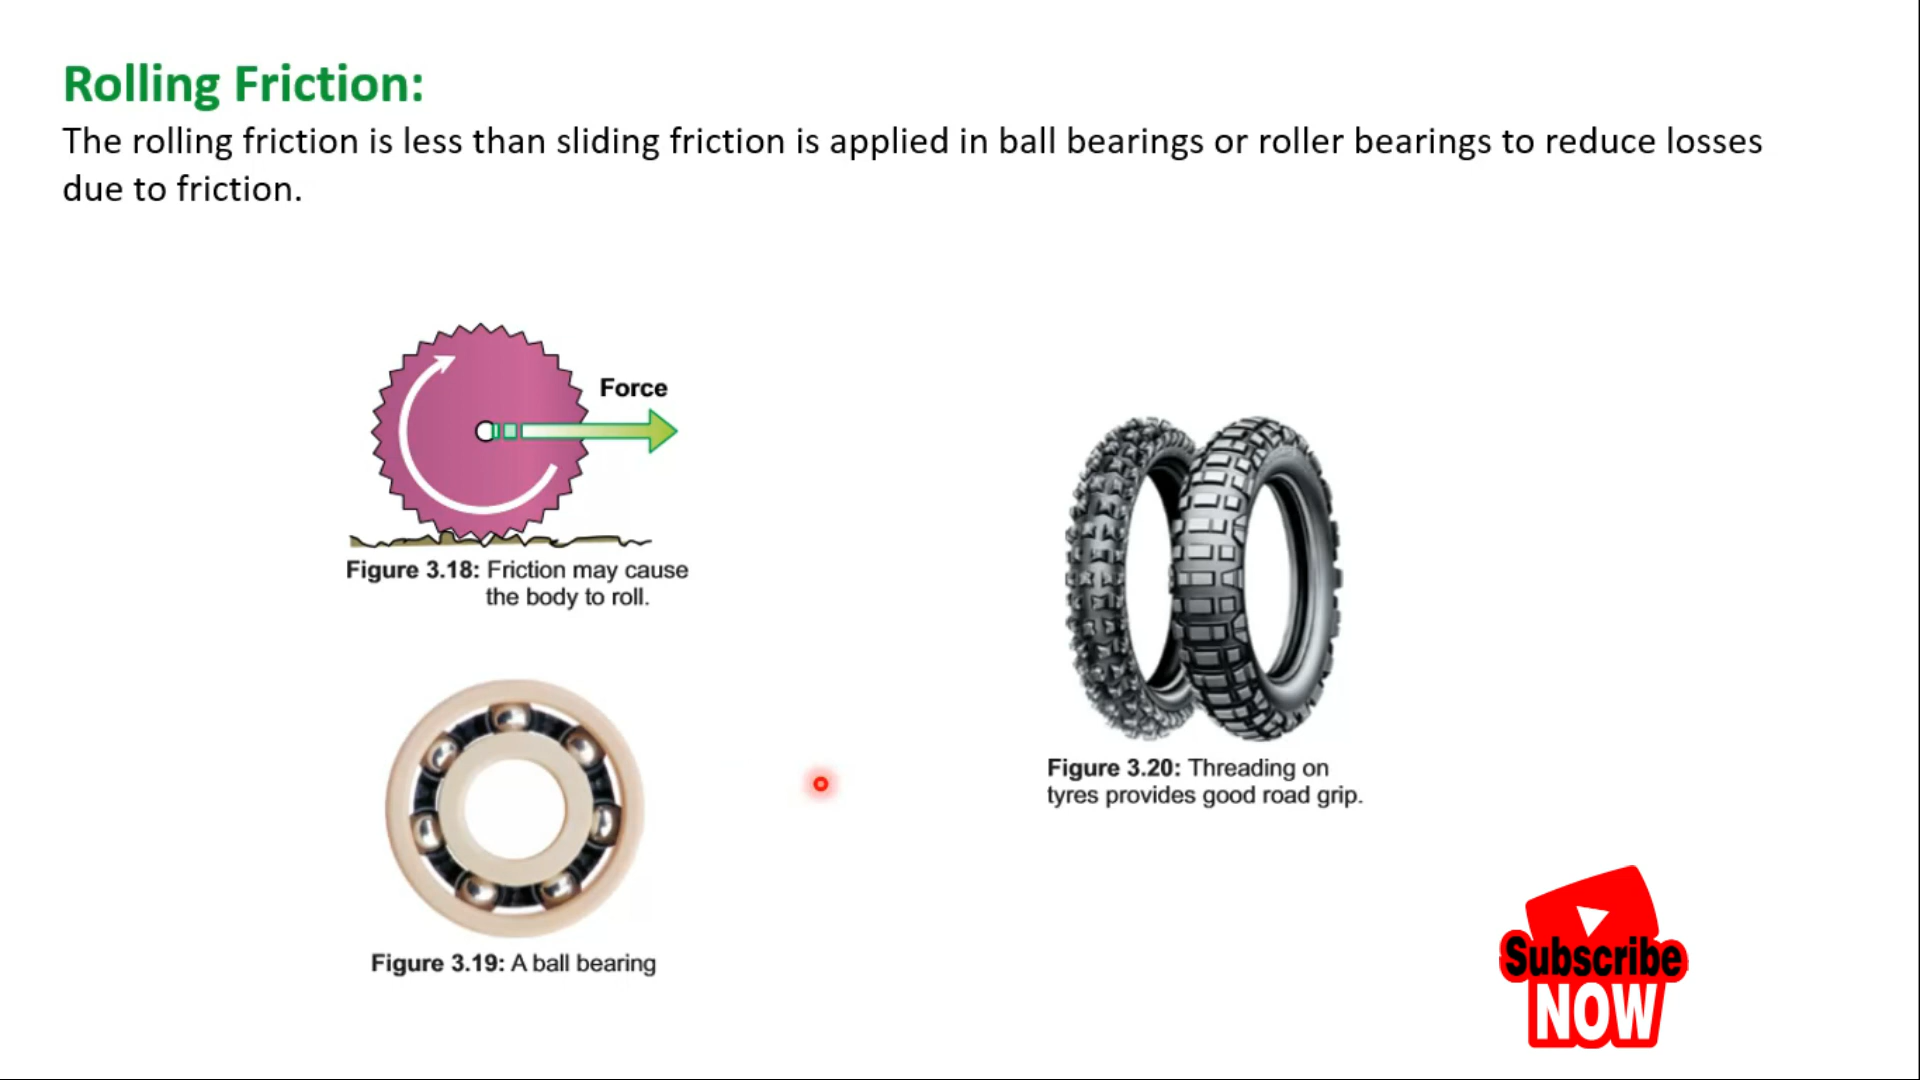 Rolling Friction:
The rolling friction is less than sliding friction is applied in ball bearings or roller bearings to reduce losses
due to friction.
Force
Figure 3.18: Friction may cause
the body to roll.
Figure 3.19: A ball bearing
Figure 3.20: Threading on
tyres provides good road grip.
Subscribe
NOW